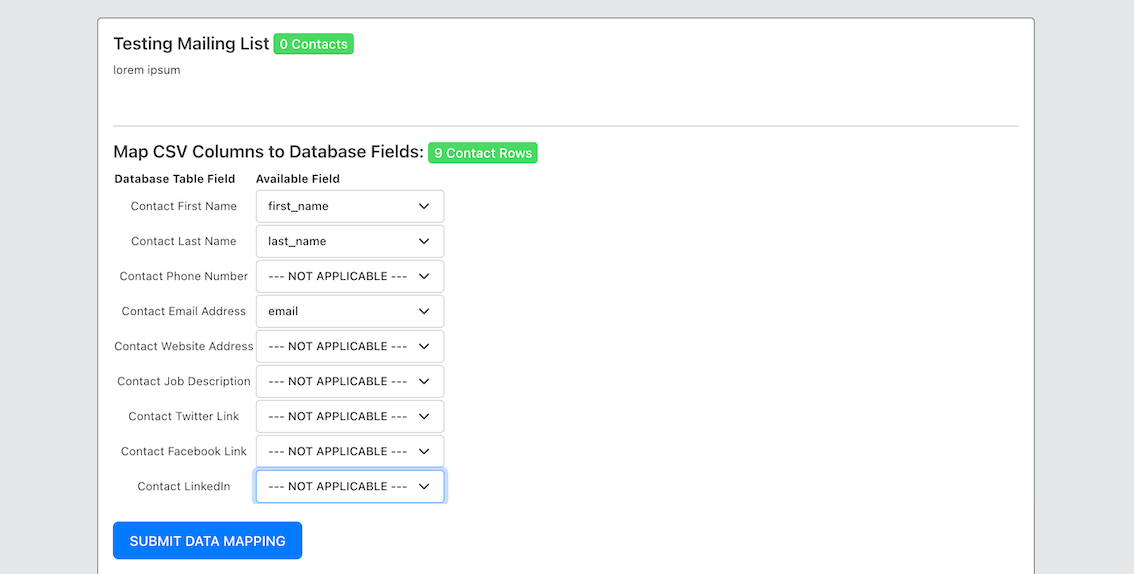 Testing Mailing List 0 Contacts
lorem ipsum
Map CSV Columns to Database Fields: 9 Contact Rows
Database Table Field Available Field
Contact First Name first_name
Contact Last Name last_name
Contact Phone Number --- NOT APPLICABLE ---
Contact Email Address email
Contact Website Address --- NOT APPLICABLE ---
Contact Job Description --- NOT APPLICABLE ---
Contact Twitter Link --- NOT APPLICABLE ---
Contact Facebook Link --- NOT APPLICABLE ---
Contact LinkedIn --- NOT APPLICABLE ---
SUBMIT DATA MAPPING